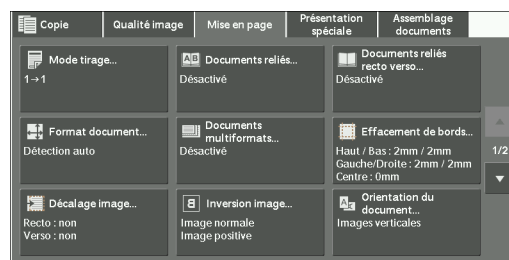 Copie
Qualité image
Mise en page
Présentation
spéciale
Assemblage
documents
Mode tirage...
1→1
AB Documents reliés...
Désactivé
Documents reliés
recto verso...
Désactivé
Format document...
Détection auto
Documents
multiformats...
Désactivé
Effacement de bords...
Haut / Bas : 2mm / 2mm
Gauche/Droite : 2mm / 2mm
Centre : 0mm
1/2
Décalage image...
Recto : non
Verso : non
Inversion image...
Image normale
Image positive
Orientation du
document...
Images verticales